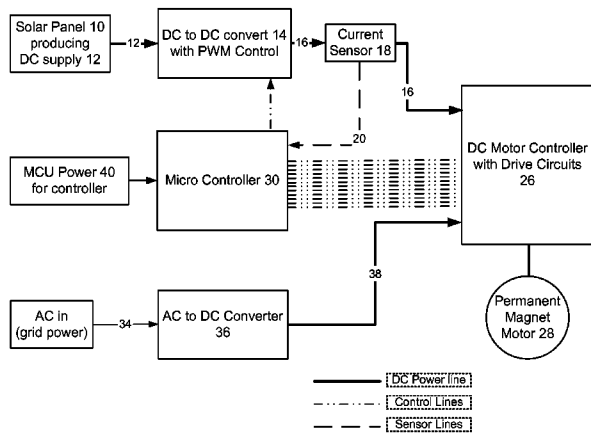 Solar Panel 10
producing
DC supply 12
12
DC to DC convert 14
with PWM Control
16
Current
Sensor 18
16
20
MCU Power 40
for controller
Micro Controller 30
DC Motor Controller
with Drive Circuits
26
38
AC in
(grid power)
34
AC to DC Converter
36
Permanent
Magnet
Motor 28
DC Power line
Control Lines
Sensor Lines